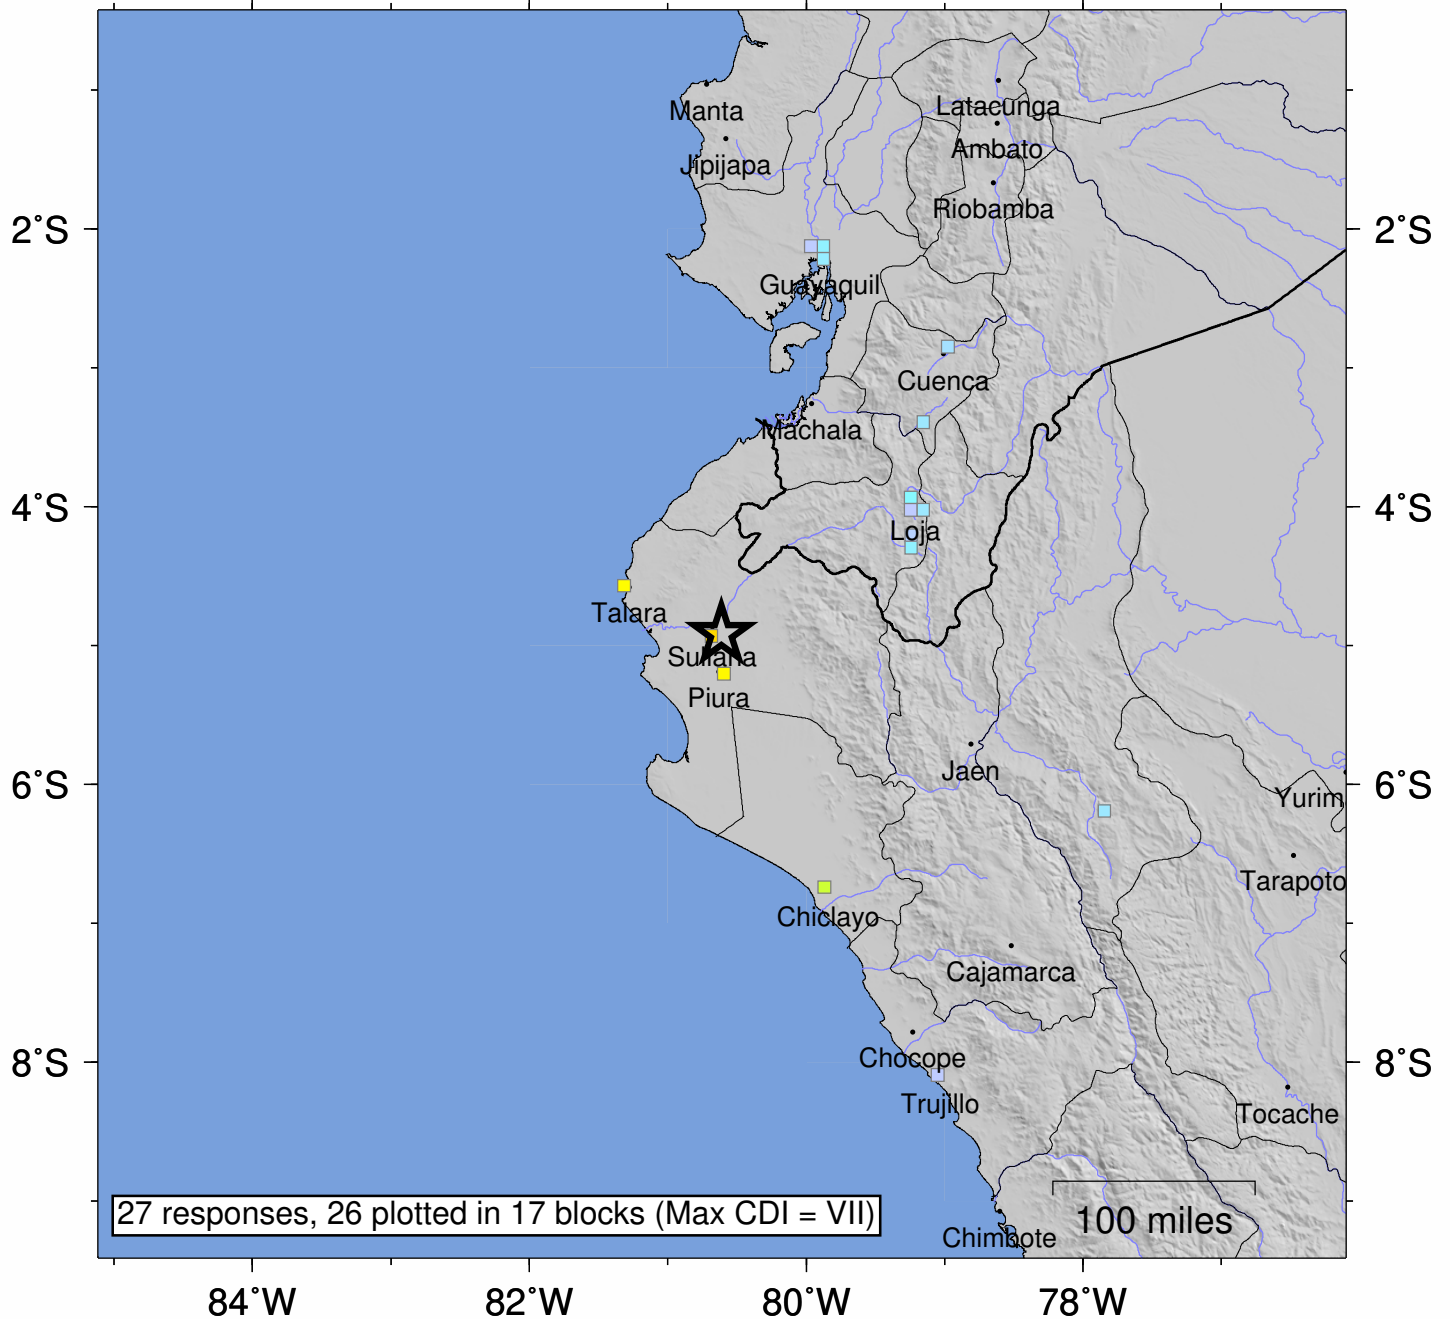 Manta
Latacunga
Jipijapa
Ambato
Riobamba
2°S
2°S
Guayaquil
Cuenca
Machala
4°S
4°S
Loja
Talara
Sullana
Piura
Jaen
6°S
6°S
Yurim
Tarapoto
Chiclayo
Cajamarca
8°S
8°S
Chocope
Trujillo
Tocache
27 responses, 26 plotted in 17 blocks (Max CDI = VII)
100 miles
Chimbote
84°W
82°W
80°W
78°W